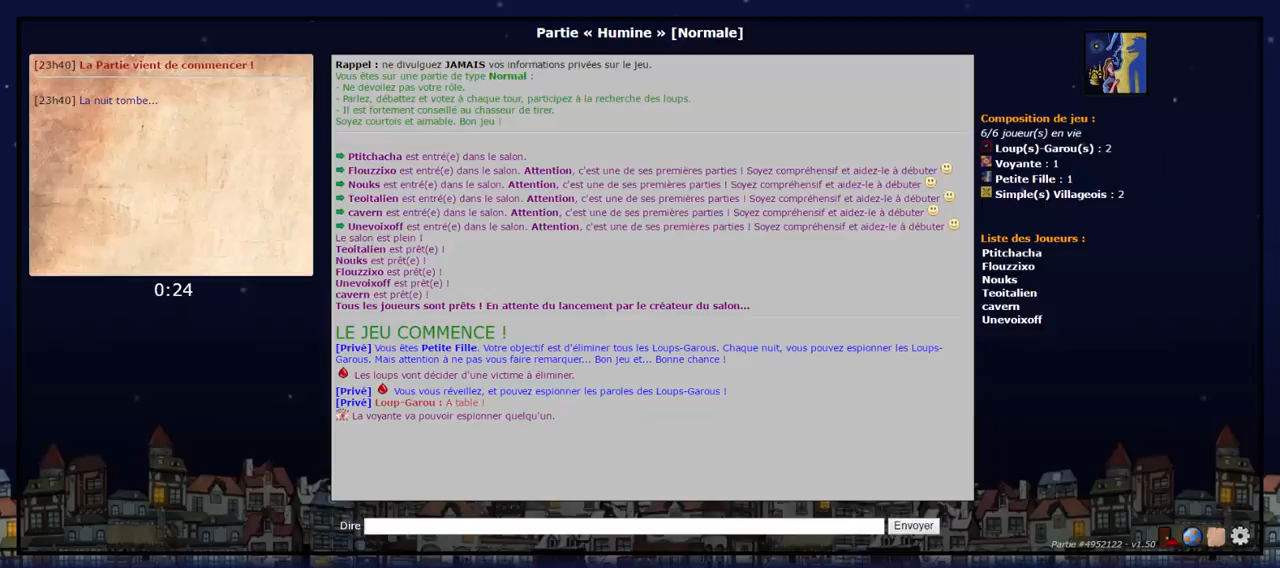 Partie « Humine » [Normale]
[23h40] La Partie vient de commencer !
[23h40] La nuit tombe...
0:24
Rappel : ne divulguez JAMAIS vos informations privées sur le jeu.
Vous êtes sur une partie de type Normal :
- Ne dévoilez pas votre rôle.
- Parlez, débattez et votez à chaque tour, participez à la recherche des loups.
- Il est fortement conseillé au chasseur de tirer.
Soyez courtois et aimable. Bon jeu !
Ptitchacha est entré(e) dans le salon.
Flouzzixo est entré(e) dans le salon. Attention, c'est une de ses premières parties ! Soyez compréhensif et aidez-le à débuter
Nouks est entré(e) dans le salon. Attention, c'est une de ses premières parties ! Soyez compréhensif et aidez-le à débuter
Teoitalien est entré(e) dans le salon. Attention, c'est une de ses premières parties ! Soyez compréhensif et aidez-le à débuter
cavern est entré(e) dans le salon. Attention, c'est une de ses premières parties ! Soyez compréhensif et aidez-le à débuter
Unevoixoff est entré(e) dans le salon. Attention, c'est une de ses premières parties ! Soyez compréhensif et aidez-le à débuter
Le salon est plein !
Teoitalien est prêt(e) !
Nouks est prêt(e) !
Flouzzixo est prêt(e) !
Unevoixoff est prêt(e) !
cavern est prêt(e) !
Tous les joueurs sont prêts ! En attente du lancement par le créateur du salon...
LE JEU COMMENCE !
[Privé] Vous êtes Petite Fille. Votre objectif est d'éliminer tous les Loups-Garous. Chaque nuit, vous pouvez espionner les Loups-
Garous. Mais attention à ne pas vous faire remarquer... Bon jeu et... Bonne chance !
Les loups vont décider d'une victime à éliminer.
[Privé] Vous vous réveillez, et pouvez espionner les paroles des Loups-Garous !
[Privé] Loup-Garou : A table !
La voyante va pouvoir espionner quelqu'un.
Dire
Envoyer
Composition de jeu :
6/6 joueur(s) en vie
Loup(s)-Garou(s) : 2
Voyante : 1
Petite Fille : 1
Simple(s) Villageois : 2
Liste des Joueurs :
Ptitchacha
Flouzzixo
Nouks
Teoitalien
cavern
Unevoixoff
Partie #4952122 - v1.50